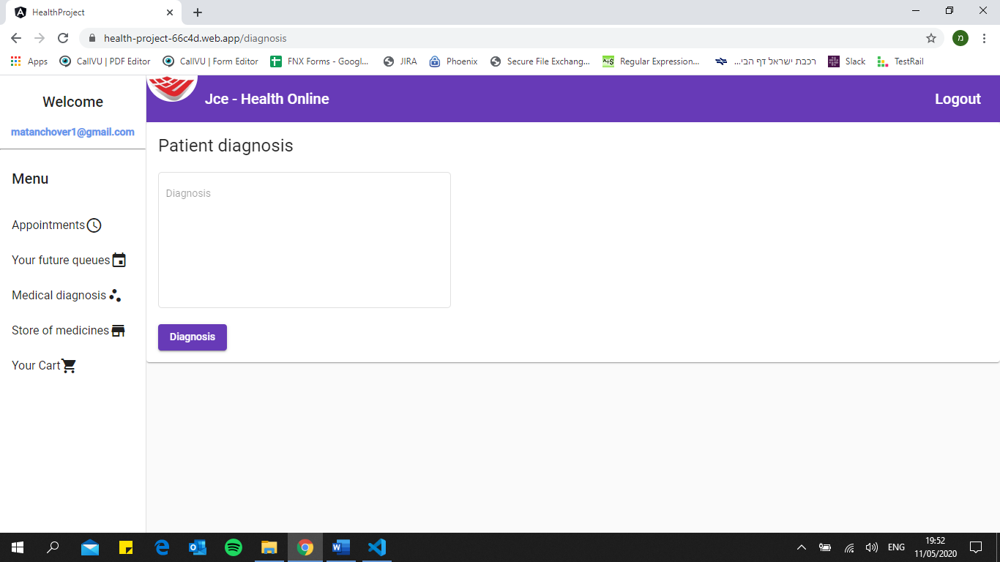 HealthProject
health-project-66c4d.web.app/diagnosis
מ
Apps CallVU | PDF Editor CallVU | Form Editor FNX Forms - Googl... JIRA Phoenix Secure File Exchang... Regular Expression... רכבת ישראל דף הבי... Slack TestRail
Welcome
matanchover1@gmail.com
Menu
Appointments
Your future queues
Medical diagnosis
Store of medicines
Your Cart
Jce - Health Online
Logout
Patient diagnosis
Diagnosis
Diagnosis
ENG
19:52
11/05/2020